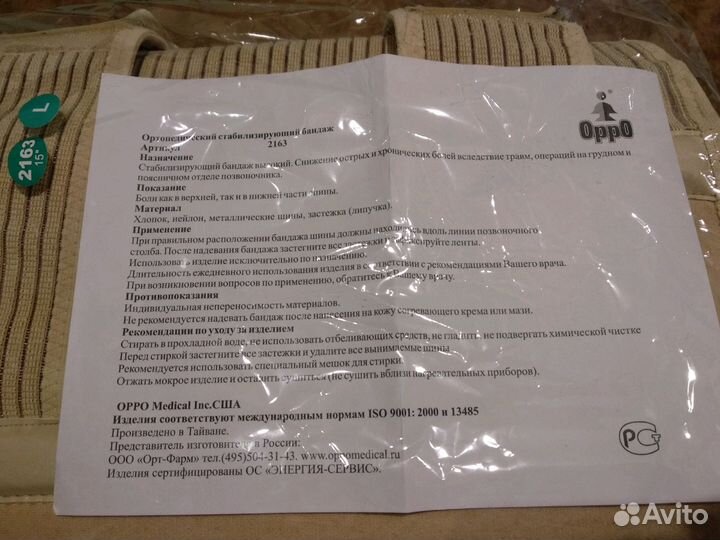 L
2163
15"
OppO
Ортопедический стабилизирующий бандаж
Артикул 2163
Назначение
Стабилизирующий бандаж высокий. Снижение острых и хронических болей вследствие травм, операций на грудном и
поясничном отделе позвоночника.
Показание
Боли как в верхней, так и в нижней части спины.
Материал
Хлопок, нейлон, металлические шины, застежка (липучка).
Применение
При правильном расположении бандажа шины должны находиться вдоль линии позвоночного
столба. После надевания бандажа застегните все застежки и зафиксируйте ленты.
Использовать изделие исключительно по назначению.
Длительность ежедневного использования изделия в соответствии с рекомендациями Вашего врача.
При возникновении вопросов по применению, обратитесь к Вашему врачу.
Противопоказания
Индивидуальная непереносимость материалов.
Не рекомендуется надевать бандаж после нанесения на кожу согревающего крема или мази.
Рекомендации по уходу за изделием
Стирать в прохладной воде, не использовать отбеливающих средств, не гладить, не подвергать химической чистке
Перед стиркой застегните все застежки и удалите все вынимаемые шины
Рекомендуется использовать специальный мешок для стирки.
Отжать мокрое изделие и оставить сушиться (не сушить вблизи нагревательных приборов).
OPPO Medical Inc.США
Изделия соответствуют международным нормам ISO 9001: 2000 и 13485
Произведено в Тайване.
Представитель изготовителя в России:
ООО «Орт-Фарм» тел.(495)504-31-43. www.oppomedical.ru
Изделия сертифицированы ОС «ЭНЕРГИЯ-СЕРВИС».
РСТ
Avito